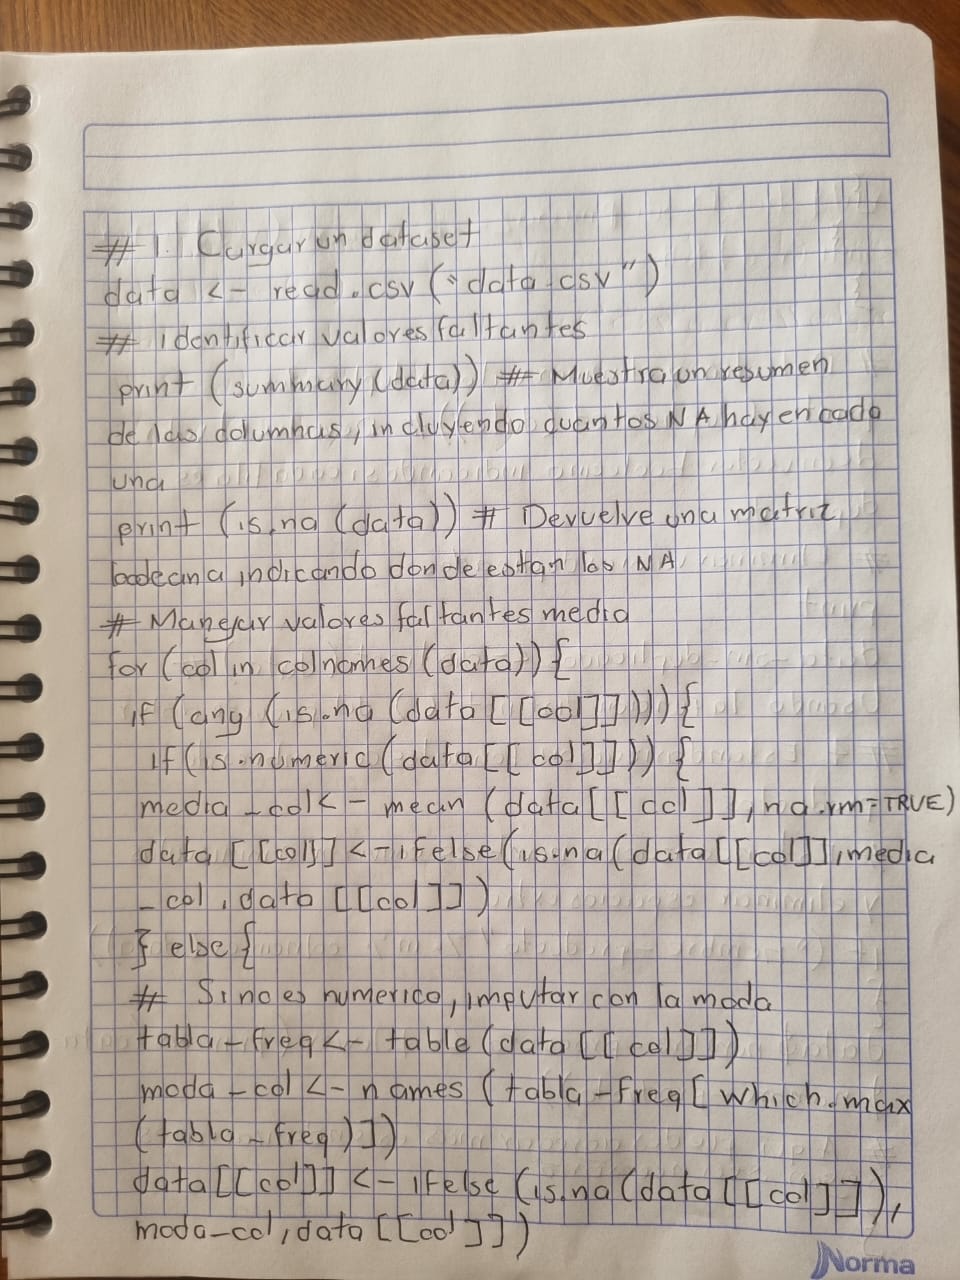 # 1. Cargar un dataset
data <- read.csv ("data.csv")
# identificar valores faltantes
print (summary (data)) # Muestra un resumen
de las columnas, incluyendo cuantos NA hay en cada
una
print (is.na (data)) # Devuelve una matriz
booleana indicando donde estan los NA
# Manejar valores faltantes media
for (col in colnames (data)) {
if (any (is.na (data [[col]]))) {
if (is.numeric (data [[col]])) {
media_col <- mean (data [[col]], na.rm=TRUE)
data [[col]] <- ifelse (is.na (data [[col]], media
_col, data [[col]])
} else {
# Si no es numerico, imputar con la moda
tabla_freq <- table (data [[col]])
moda_col <- names (tabla_freq [which.max
(tabla_freq)])
data [[col]] <- ifelse (is.na (data [[col]]),
moda_col, data [[col]])
Norma